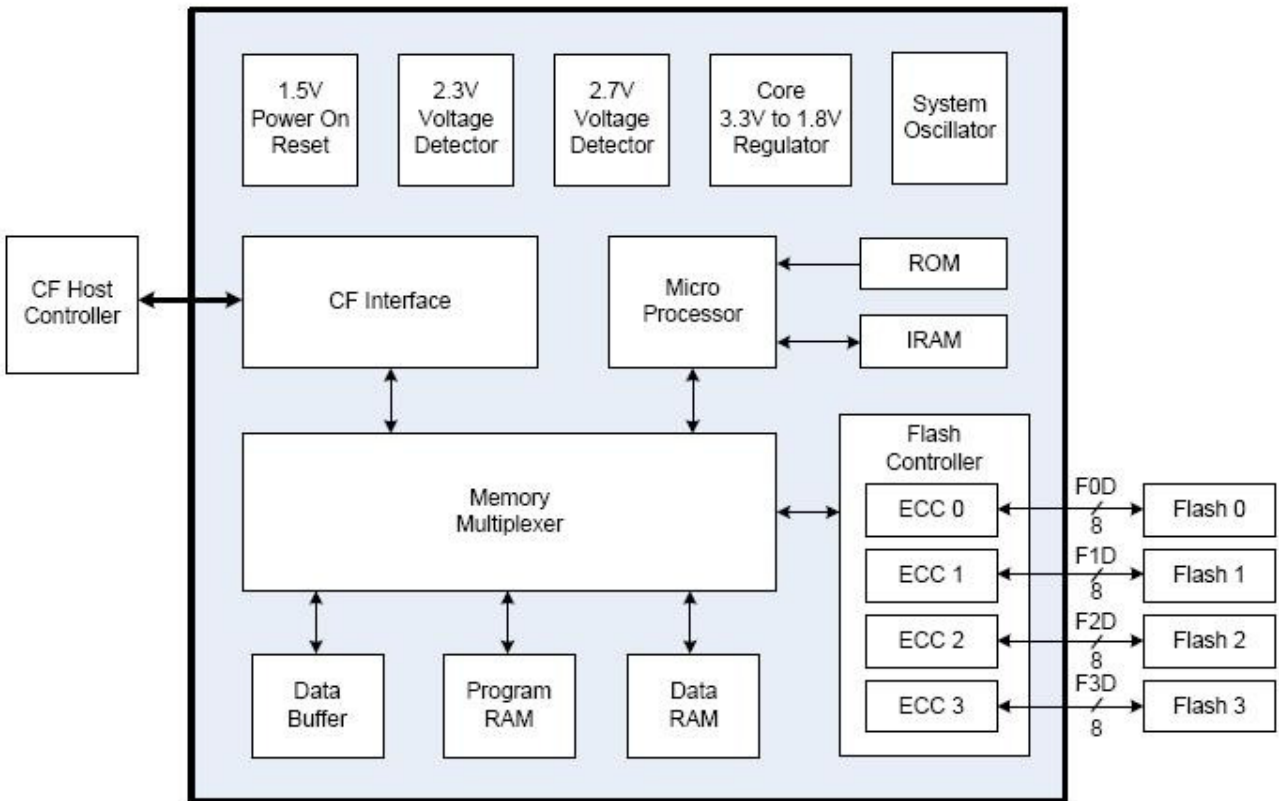 1.5V
Power On
Reset
2.3V
Voltage
Detector
2.7V
Voltage
Detector
Core
3.3V to 1.8V
Regulator
System
Oscillator
CF Host
Controller
CF Interface
Micro
Processor
ROM
IRAM
Memory
Multiplexer
Flash
Controller
ECC 0
F0D
8
Flash 0
ECC 1
F1D
8
Flash 1
ECC 2
F2D
8
Flash 2
ECC 3
F3D
8
Flash 3
Data
Buffer
Program
RAM
Data
RAM